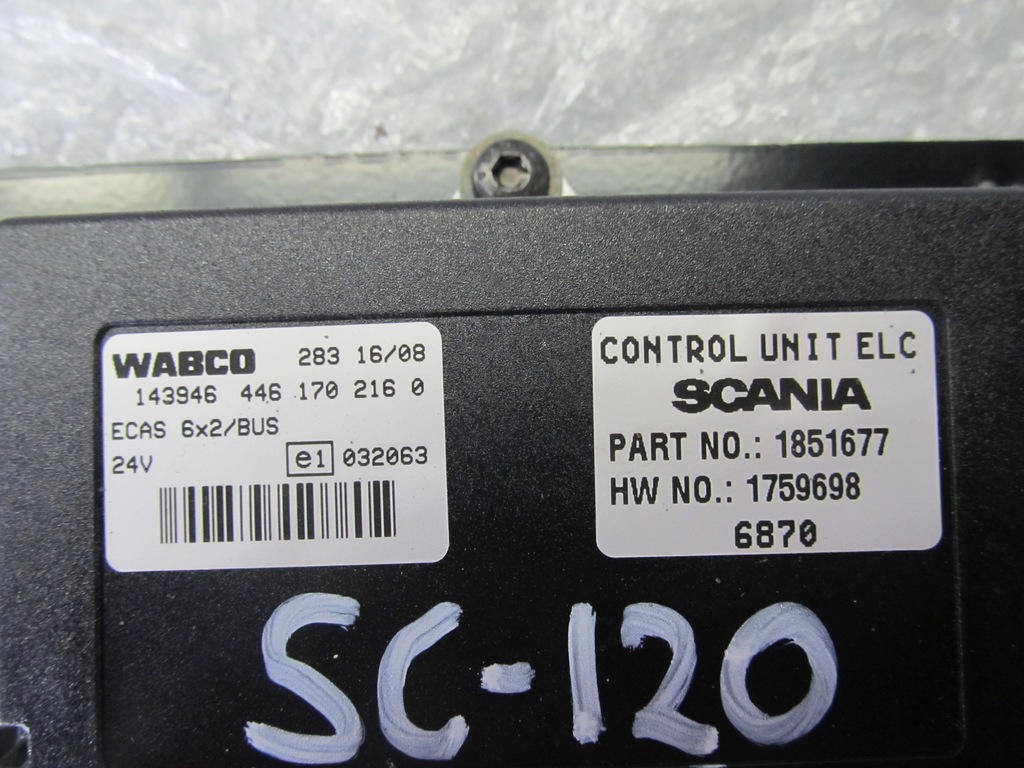 WABCO 283 16/08
143946 446 170 216 0
ECAS 6x2/BUS
24V e1 032063
CONTROL UNIT ELC
SCANIA
PART NO.: 1851677
HW NO.: 1759698
6870
SC-120